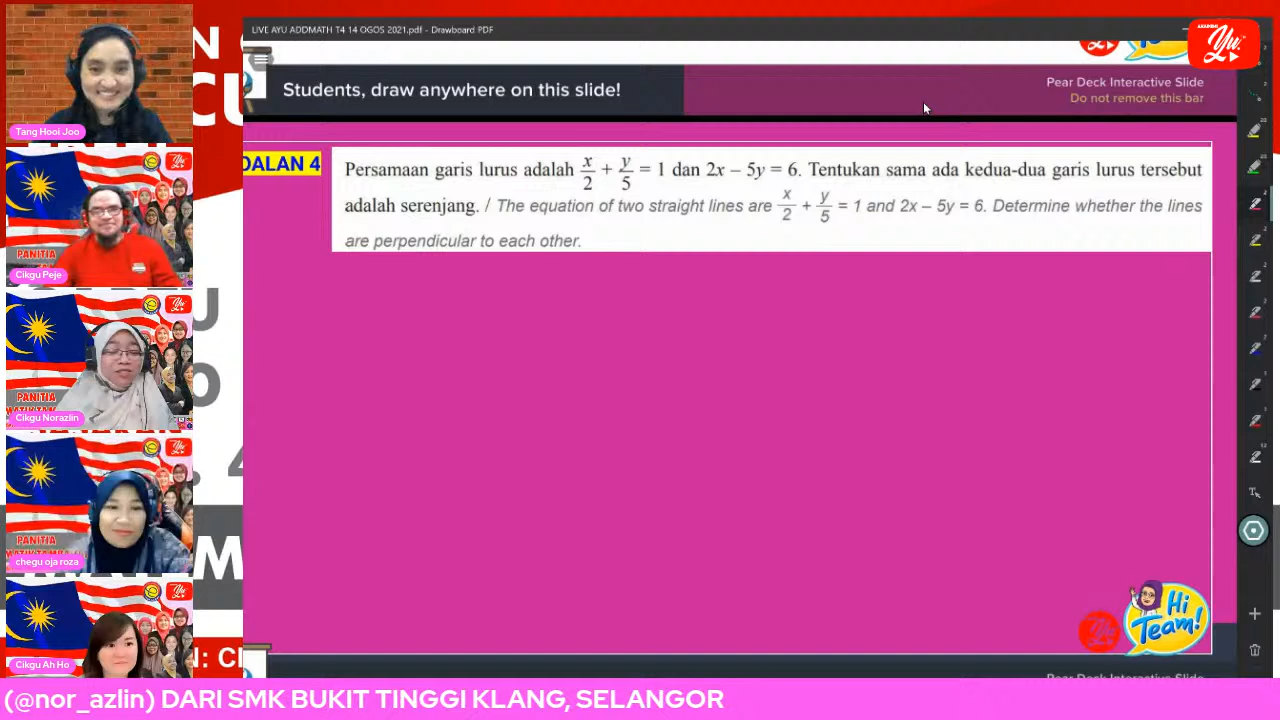 LIVE AYU ADDMATH T4 14 OGOS 2021.pdf - Drawboard PDF
Students, draw anywhere on this slide!
Pear Deck Interactive Slide
Do not remove this bar
OALAN 4
Persamaan garis lurus adalah x/2 + y/5 = 1 dan 2x – 5y = 6. Tentukan sama ada kedua-dua garis lurus tersebut
adalah serenjang. / The equation of two straight lines are x/2 + y/5 = 1 and 2x – 5y = 6. Determine whether the lines
are perpendicular to each other.
Tang Hooi Joo
PANITIA
Cikgu Peje
PANITIA
Cikgu Norazlin
PANITIA
chegu oja roza
PANITIA
Cikgu Ah Ho
Hi
Team!
(@nor_azlin) DARI SMK BUKIT TINGGI KLANG, SELANGOR